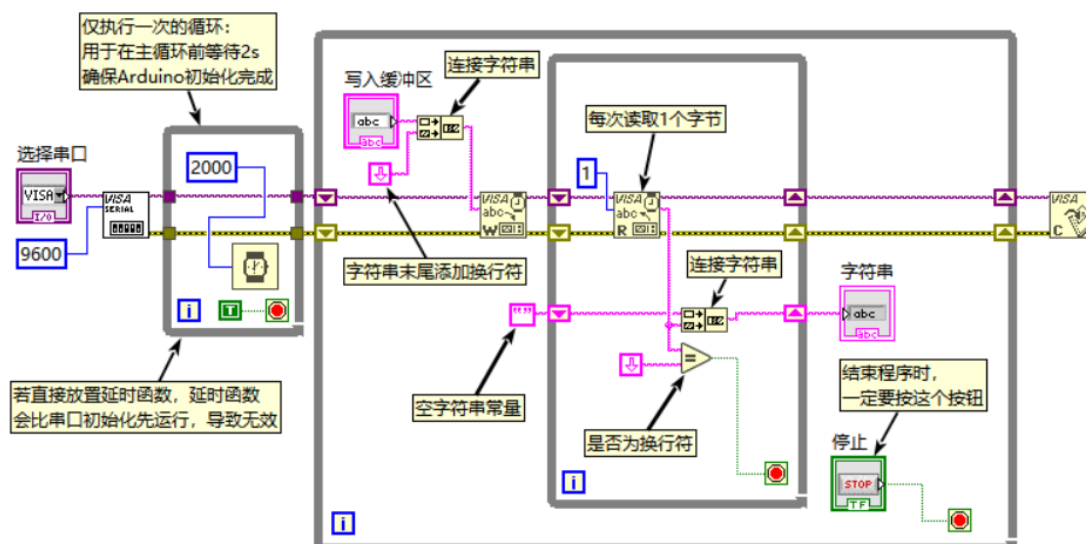 仅执行一次的循环：
用于在主循环前等待2s
确保Arduino初始化完成
写入缓冲区
连接字符串
每次读取1个字节
选择串口
abc
abc
2000
1
VISA
I/O
VISA
SERIAL
VISA
abc
W
VISA
abc
R
VISA
C
9600
字符串末尾添加换行符
连接字符串
字符串
i
T
""
abc
abc
=
若直接放置延时函数，延时函数
会比串口初始化先运行，导致无效
空字符串常量
是否为换行符
结束程序时，
一定要按这个按钮
停止
STOP
TF
i
i